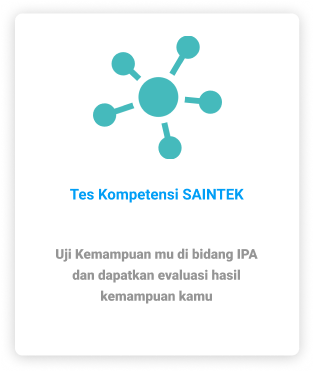 Tes Kompetensi SAINTEK
Uji Kemampuan mu di bidang IPA
dan dapatkan evaluasi hasil
kemampuan kamu